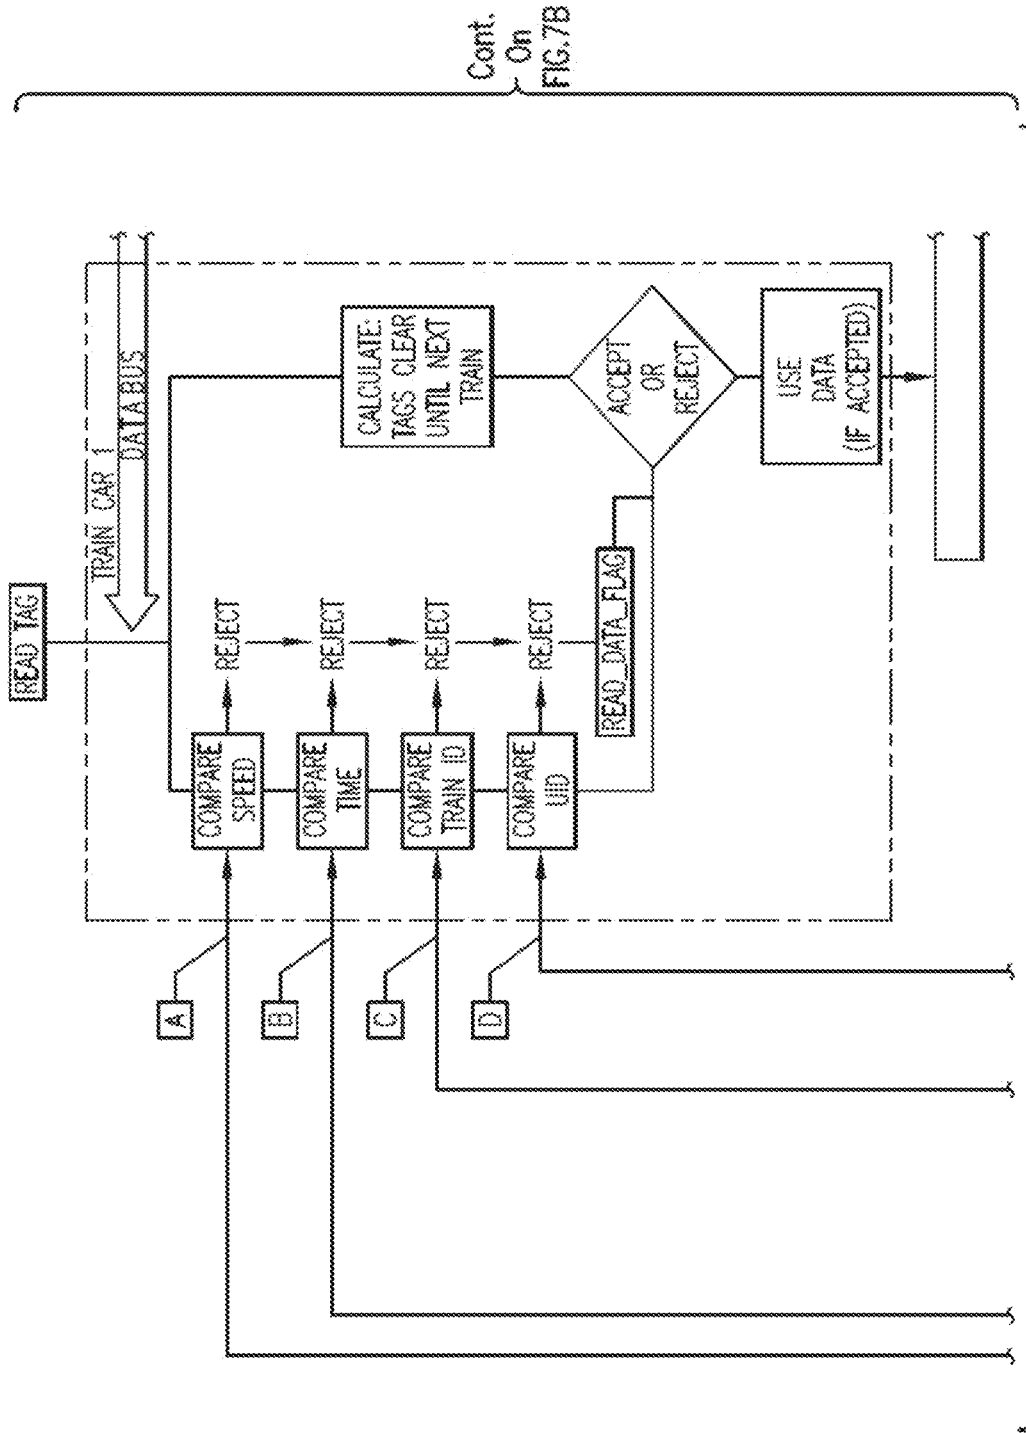 Cont.
On
FIG.7B
READ TAG
TRAIN CAR 1
DATA BUS
COMPARE
SPEED
REJECT
COMPARE
TIME
REJECT
COMPARE
TRAIN ID
REJECT
COMPARE
UID
REJECT
READ_DATA_FLAG
CALCULATE:
TAGS CLEAR
UNTIL NEXT
TRAIN
ACCEPT
OR
REJECT
USE
DATA
(IF ACCEPTED)
A
B
C
D